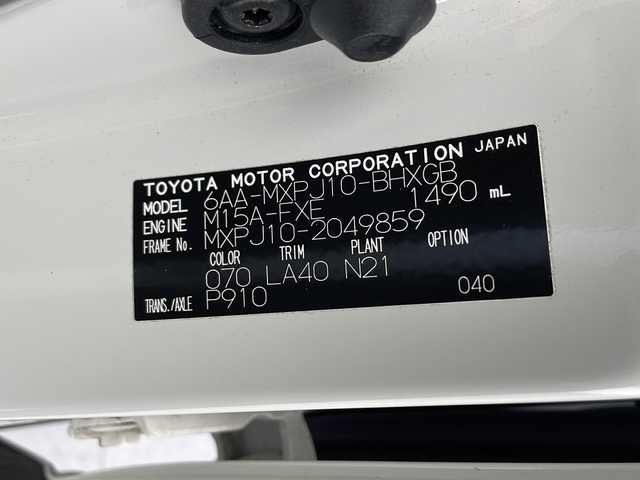 TOYOTA MOTOR CORPORATION JAPAN
MODEL 6AA-MXPJ10-BHXGB
ENGINE M15A-FXE 1490 mL
FRAME No. MXPJ10-2049859
COLOR TRIM PLANT OPTION
070 LA40 N21
TRANS./AXLE P910 040